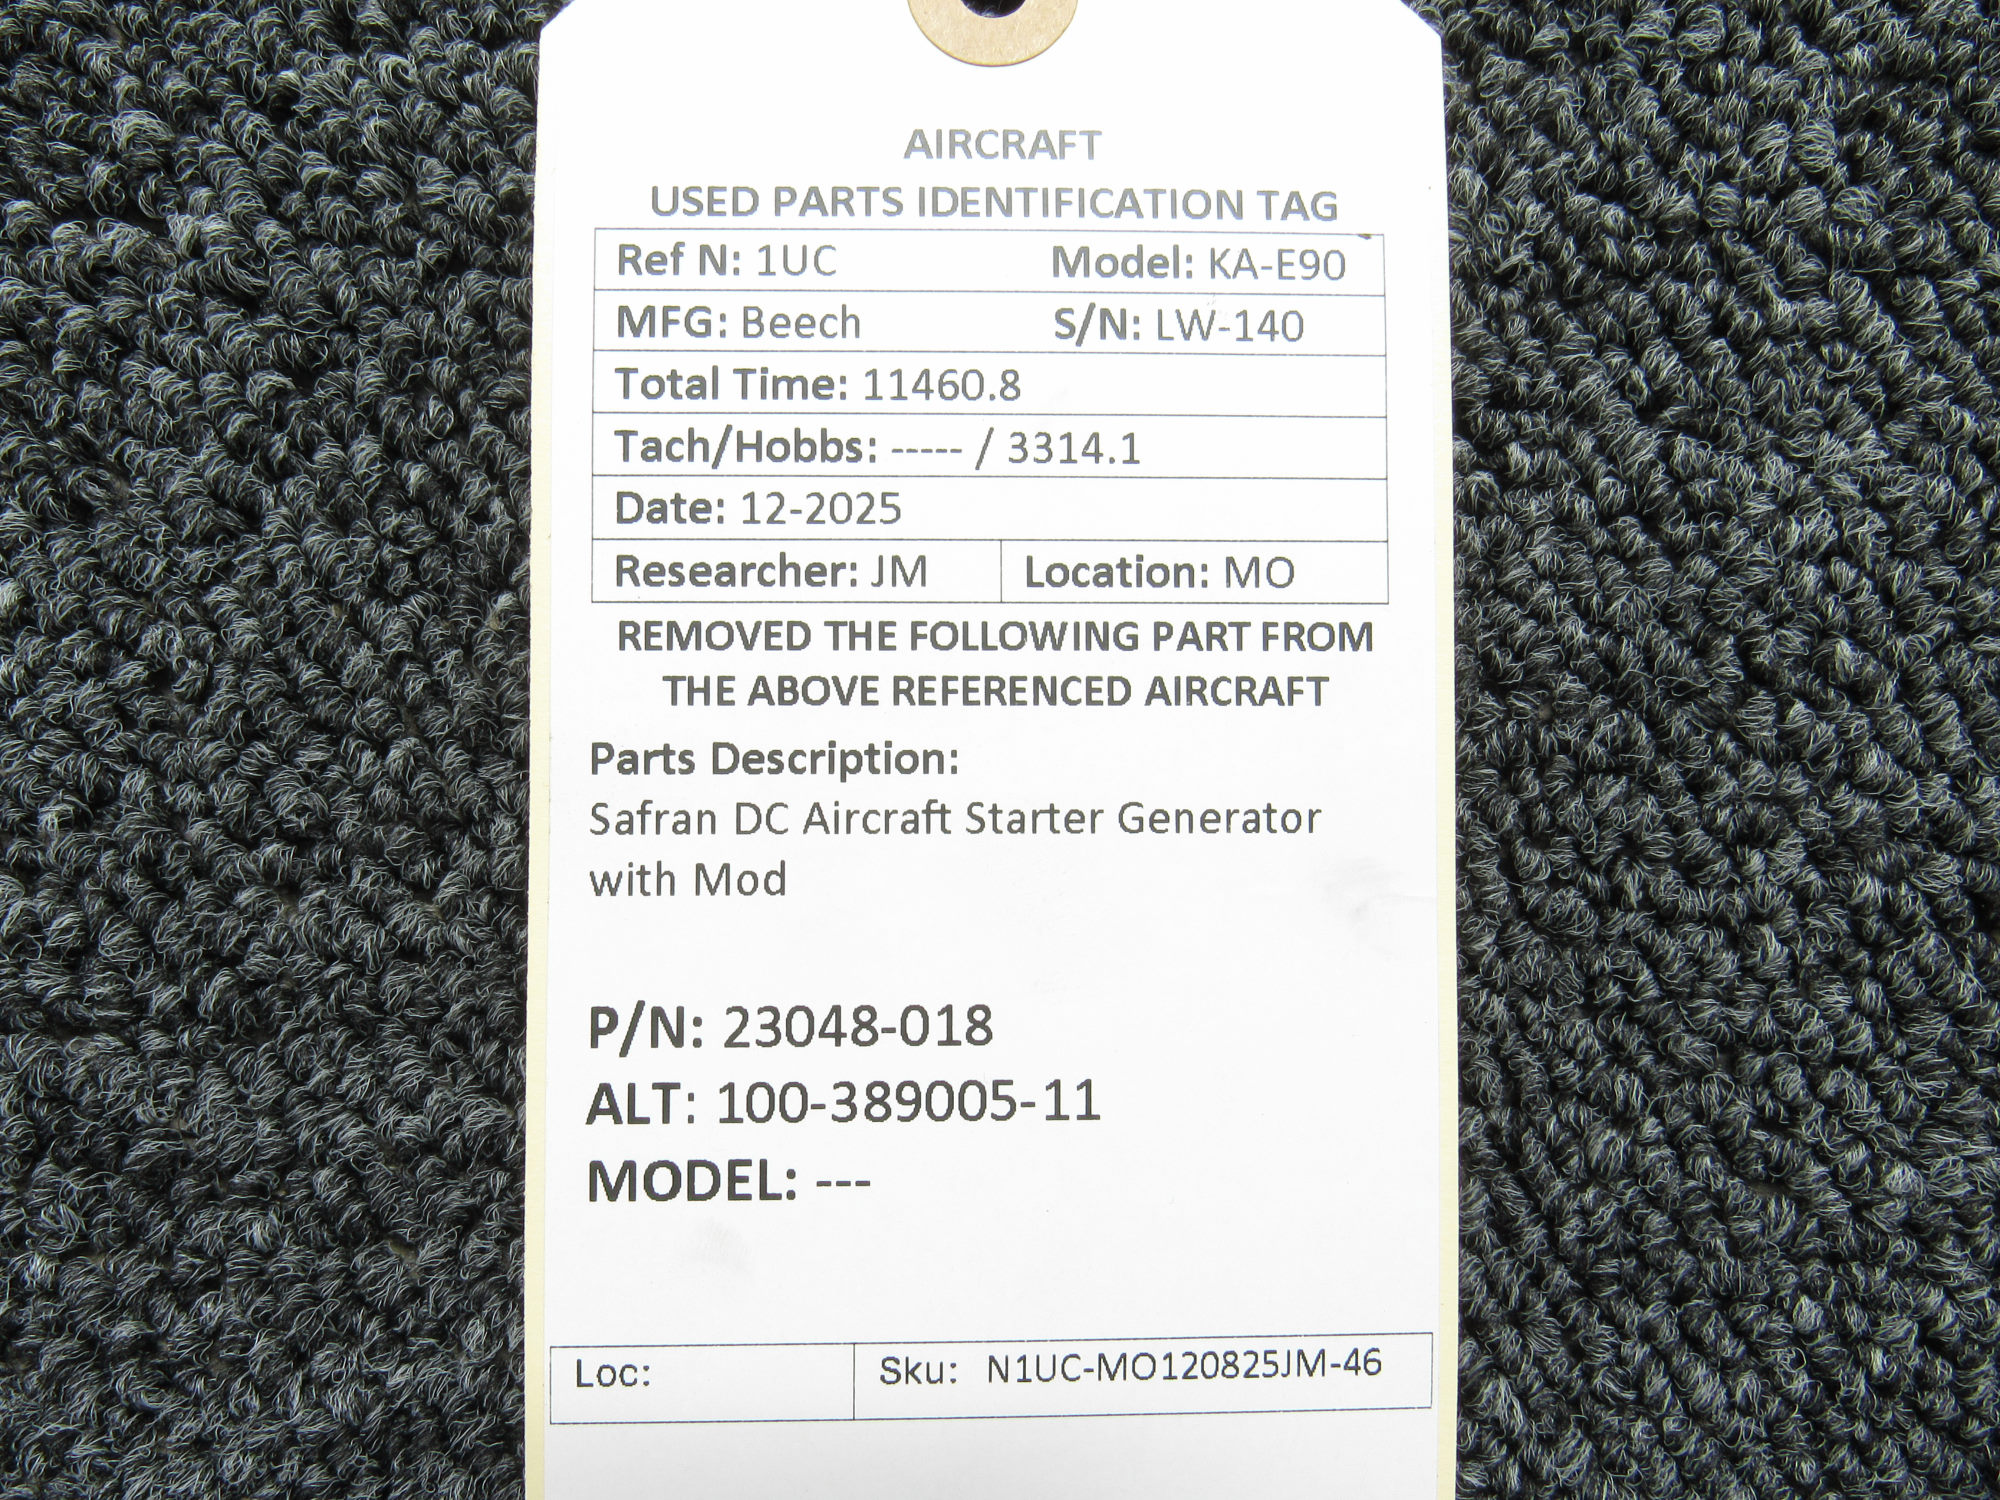 AIRCRAFT
USED PARTS IDENTIFICATION TAG
Ref N: 1UC Model: KA-E90
MFG: Beech S/N: LW-140
Total Time: 11460.8
Tach/Hobbs: ----- / 3314.1
Date: 12-2025
Researcher: JM Location: MO
REMOVED THE FOLLOWING PART FROM
THE ABOVE REFERENCED AIRCRAFT
Parts Description:
Safran DC Aircraft Starter Generator
with Mod
P/N: 23048-018
ALT: 100-389005-11
MODEL: ---
Loc: Sku: N1UC-MO120825JM-46